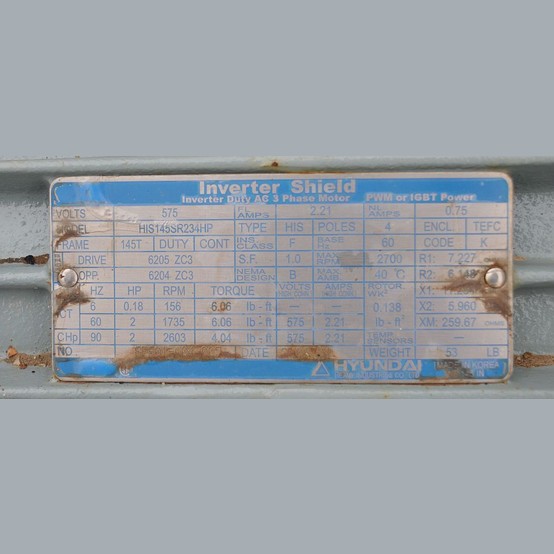 Inverter Shield
Inverter Duty AC 3 Phase Motor PWM or IGBT Power
VOLTS 575 FL AMPS 2.21 NL AMPS 0.75
MODEL HIS145SR234HP TYPE HIS POLES 4 ENCL TEFC
FRAME 145T DUTY CONT INS CLASS F BASE Hz 60 CODE K
DRIVE 6205 ZC3 S.F. 1.0 MAX RPM 2700 R1: 7.227
OPP. 6204 ZC3 NEMA DESIGN B MAX AMB. 40 °C R2: 6.148
HZ HP RPM TORQUE VOLTS AMPS ROTOR WK² X1:
CT 6 0.18 156 6.06 lb - ft 0.138 X2: 5.960
60 2 1735 6.06 lb - ft 575 2.21 lb - ft² XM: 259.67
CHp 90 2 2603 4.04 lb - ft 575 2.31 SENSORS —
NO DATE WEIGHT 53 LB
HYUNDAI MADE IN KOREA